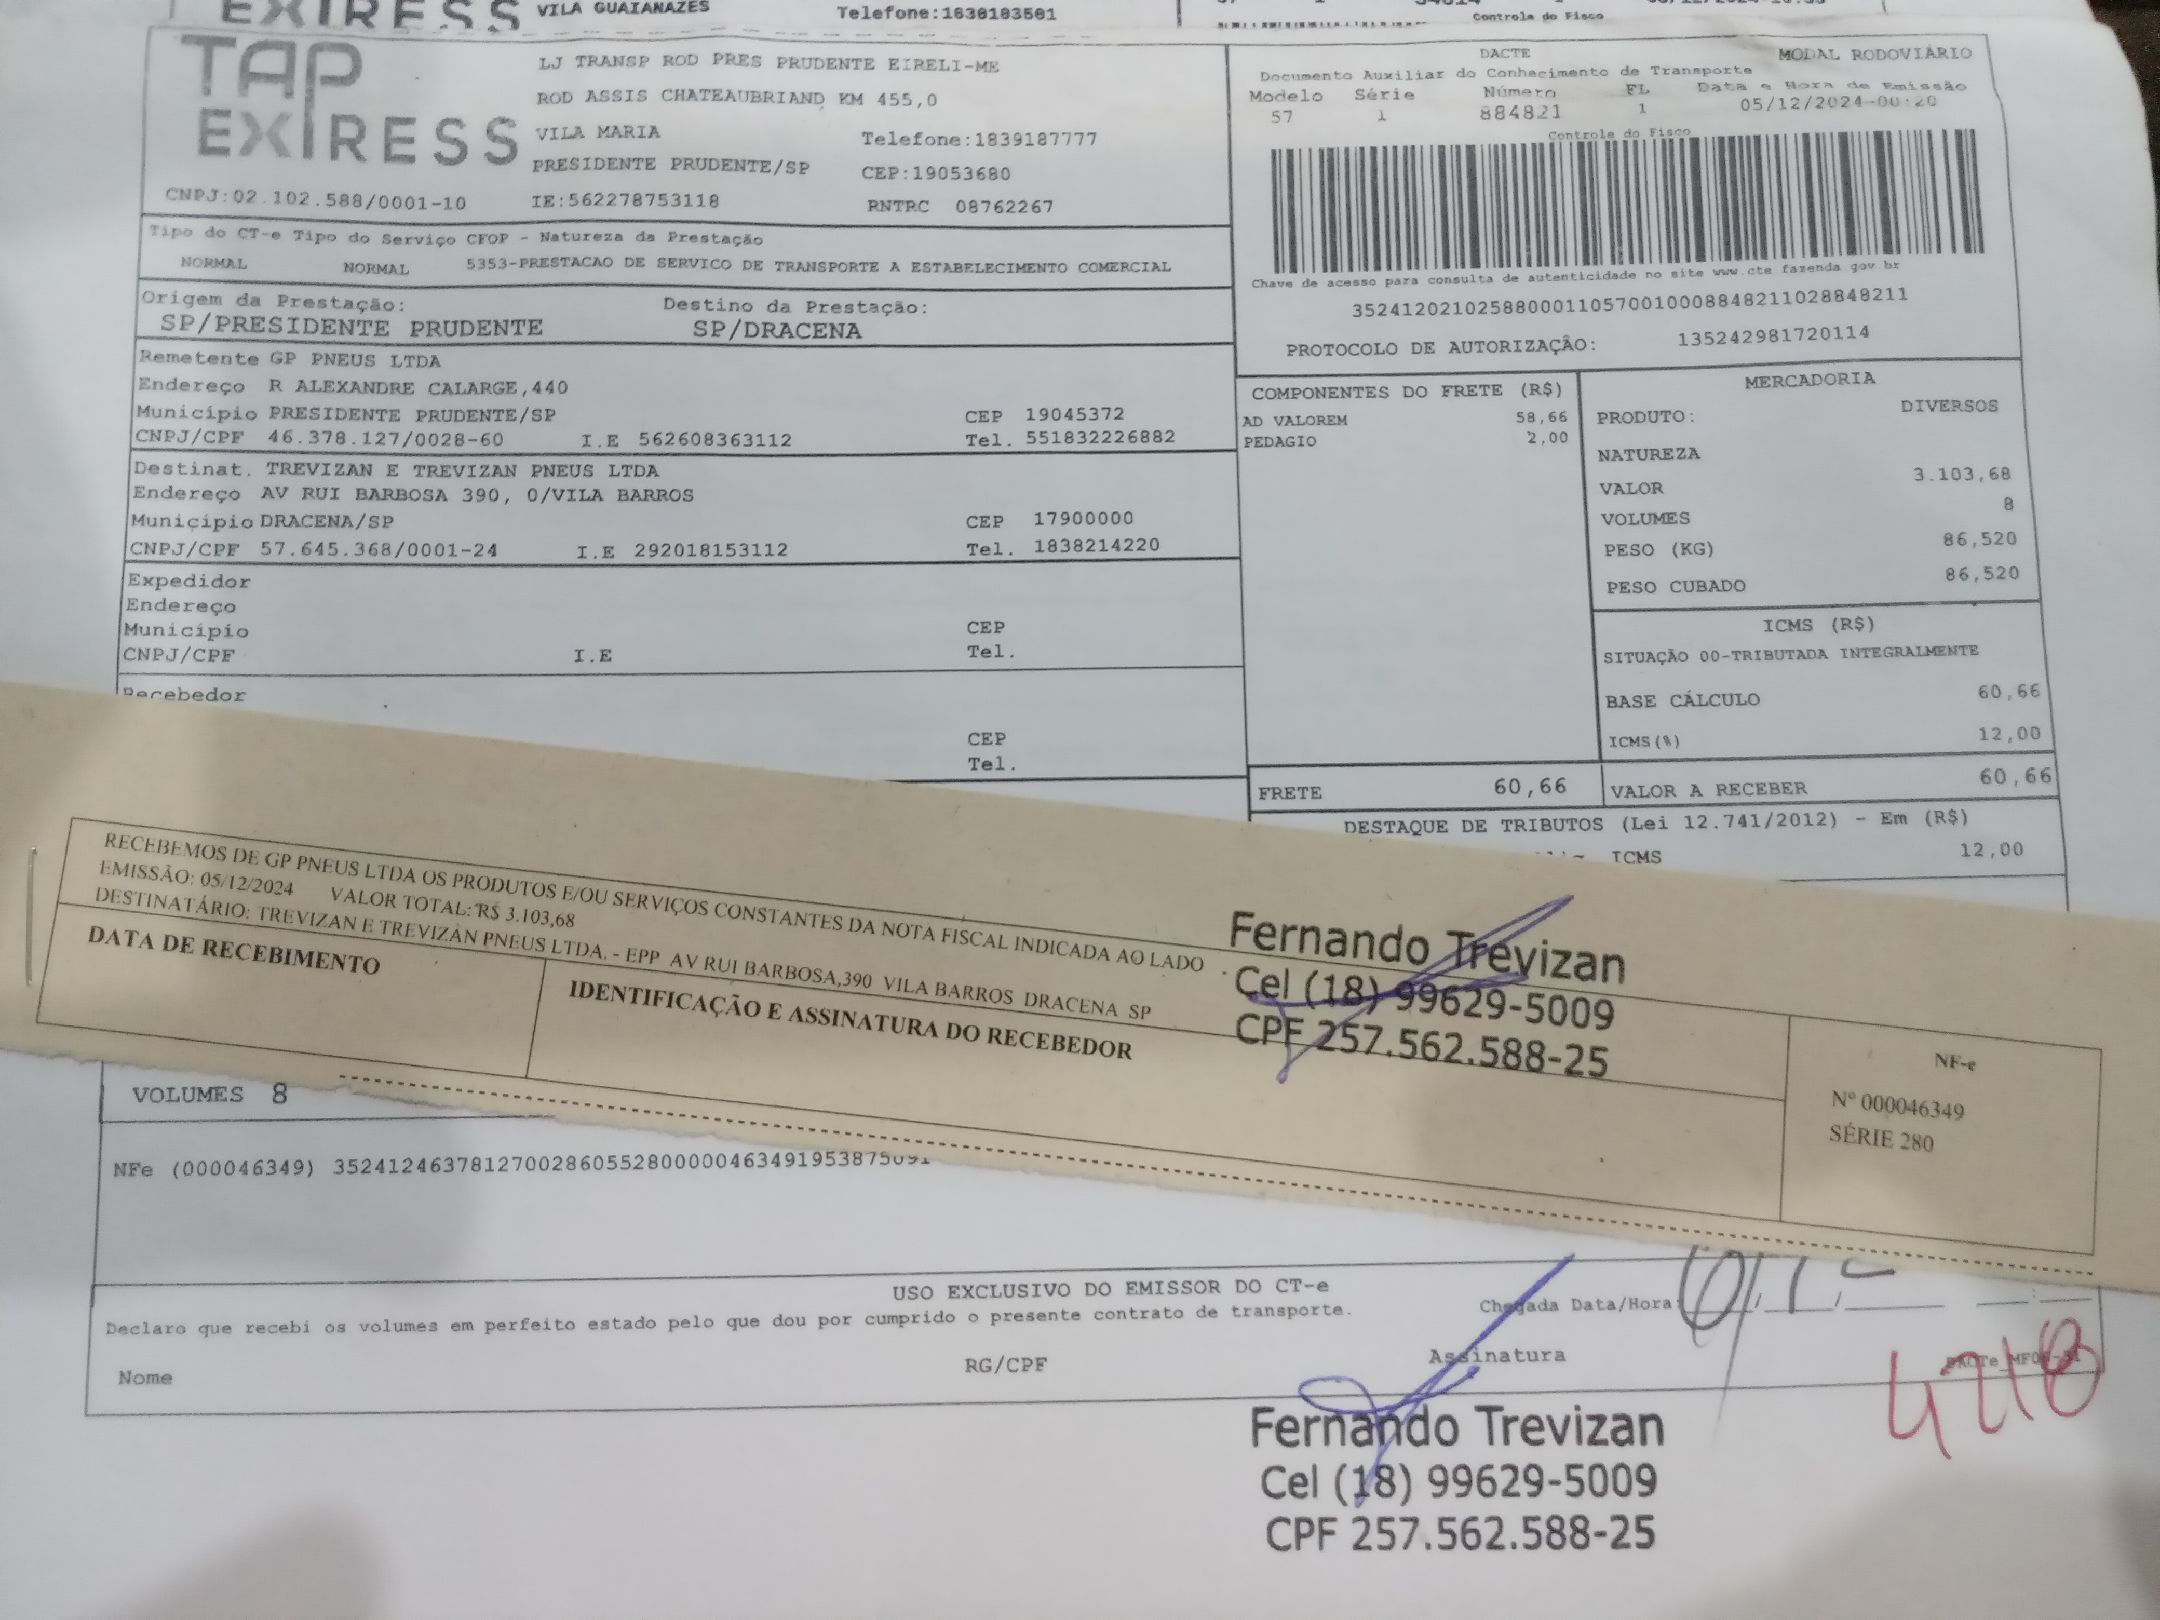 EXPRESS VILA GUAIANAZES Telefone:1838183501
Controle do Fisco
TAP EXPRESS
LJ TRANSP ROD PRES PRUDENTE EIRELI-ME
ROD ASSIS CHATEAUBRIAND KM 455,0
VILA MARIA Telefone:1839187777
PRESIDENTE PRUDENTE/SP CEP:19053680
CNPJ:02.102.588/0001-10 IE:562278753118 RNTRC 08762267
DACTE MODAL RODOVIÁRIO
Documento Auxiliar do Conhecimento de Transporte
Modelo Série Número FL Data e Hora de Emissão
57 1 884821 1 05/12/2024-00:20
Controle do Fisco
Chave de acesso para consulta de autenticidade no site www.cte.fazenda.gov.br
35241202102588000110570010008848211028848211
PROTOCOLO DE AUTORIZAÇÃO: 135242981720114
Tipo do CT-e Tipo do Serviço CFOP - Natureza da Prestação
NORMAL NORMAL 5353-PRESTACAO DE SERVICO DE TRANSPORTE A ESTABELECIMENTO COMERCIAL
Origem da Prestação: Destino da Prestação:
SP/PRESIDENTE PRUDENTE SP/DRACENA
Remetente GP PNEUS LTDA
Endereço R ALEXANDRE CALARGE,440
Município PRESIDENTE PRUDENTE/SP CEP 19045372
CNPJ/CPF 46.378.127/0028-60 I.E 562608363112 Tel. 551832226882
Destinat. TREVIZAN E TREVIZAN PNEUS LTDA
Endereço AV RUI BARBOSA 390, 0/VILA BARROS
Município DRACENA/SP CEP 17900000
CNPJ/CPF 57.645.368/0001-24 I.E 292018153112 Tel. 1838214220
Expedidor
Endereço
Município CEP
CNPJ/CPF I.E Tel.
Recebedor
CEP
Tel.
COMPONENTES DO FRETE (R$)
AD VALOREM 58,66
PEDAGIO 2,00
MERCADORIA
PRODUTO: DIVERSOS
NATUREZA
VALOR 3.103,68
VOLUMES 8
PESO (KG) 86,520
PESO CUBADO 86,520
ICMS (R$)
SITUAÇÃO 00-TRIBUTADA INTEGRALMENTE
BASE CÁLCULO 60,66
ICMS(%) 12,00
FRETE 60,66 VALOR A RECEBER 60,66
DESTAQUE DE TRIBUTOS (Lei 12.741/2012) - Em (R$)
ICMS 12,00
RECEBEMOS DE GP PNEUS LTDA OS PRODUTOS E/OU SERVIÇOS CONSTANTES DA NOTA FISCAL INDICADA AO LADO
EMISSÃO: 05/12/2024 VALOR TOTAL: R$ 3.103,68
DESTINATÁRIO: TREVIZAN E TREVIZAN PNEUS LTDA. - EPP AV RUI BARBOSA,390 VILA BARROS DRACENA SP
DATA DE RECEBIMENTO
IDENTIFICAÇÃO E ASSINATURA DO RECEBEDOR
Fernando Trevizan
Cel (18) 99629-5009
CPF 257.562.588-25
NF-e
Nº 000046349
SÉRIE 280
VOLUMES 8
NFe (000046349)
USO EXCLUSIVO DO EMISSOR DO CT-e
Declaro que recebi os volumes em perfeito estado pelo que dou por cumprido o presente contrato de transporte.
Chegada Data/Hora
Nome RG/CPF Assinatura
Fernando Trevizan
Cel (18) 99629-5009
CPF 257.562.588-25